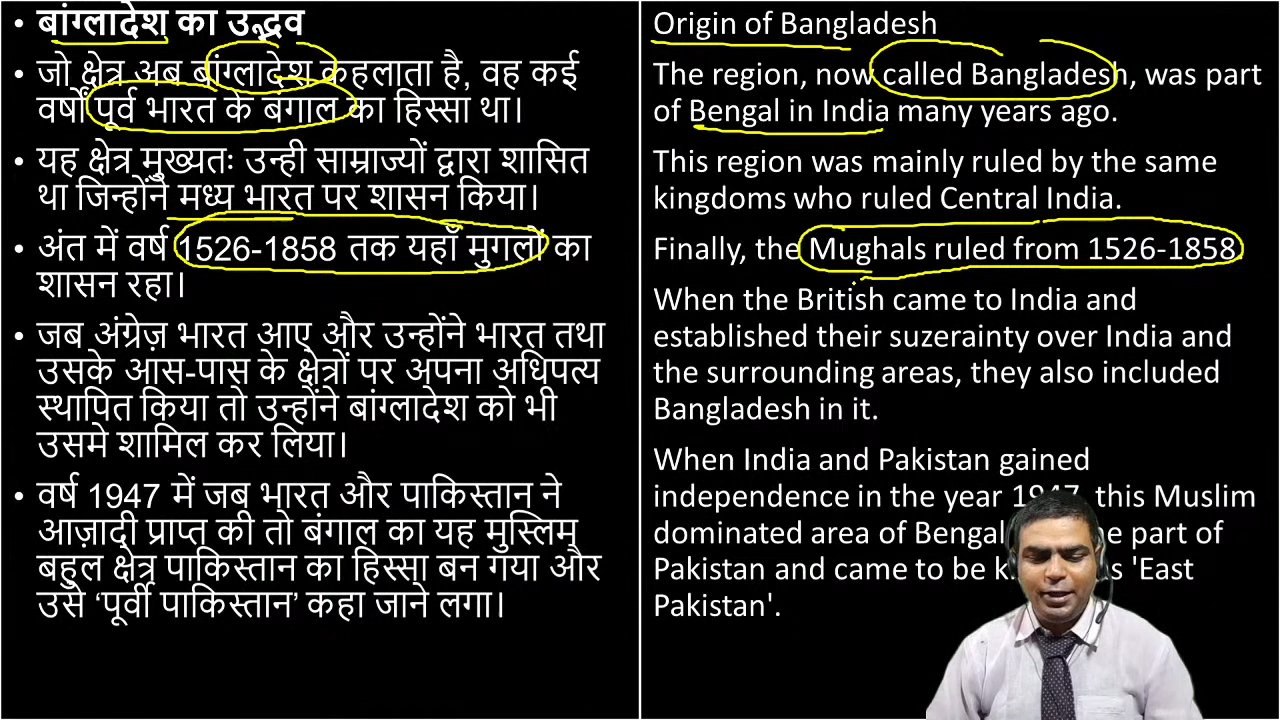 बांग्लादेश का उद्भव
जो क्षेत्र अब बांग्लादेश कहलाता है, वह कई
वर्षों पूर्व भारत के बंगाल का हिस्सा था।
यह क्षेत्र मुख्यतः उन्ही साम्राज्यों द्वारा शासित
था जिन्होंने मध्य भारत पर शासन किया।
अंत में वर्ष 1526-1858 तक यहाँ मुगलों का
शासन रहा।
जब अंग्रेज़ भारत आए और उन्होंने भारत तथा
उसके आस-पास के क्षेत्रों पर अपना अधिपत्य
स्थापित किया तो उन्होंने बांग्लादेश को भी
उसमे शामिल कर लिया।
वर्ष 1947 में जब भारत और पाकिस्तान ने
आज़ादी प्राप्त की तो बंगाल का यह मुस्लिम
बहुल क्षेत्र पाकिस्तान का हिस्सा बन गया और
उसे ‘पूर्वी पाकिस्तान’ कहा जाने लगा।
Origin of Bangladesh
The region, now called Bangladesh, was part
of Bengal in India many years ago.
This region was mainly ruled by the same
kingdoms who ruled Central India.
Finally, the Mughals ruled from 1526-1858.
When the British came to India and
established their suzerainty over India and
the surrounding areas, they also included
Bangladesh in it.
When India and Pakistan gained
independence in the year 1947, this Muslim
dominated area of Bengal part of
Pakistan and came to be 'East
Pakistan'.